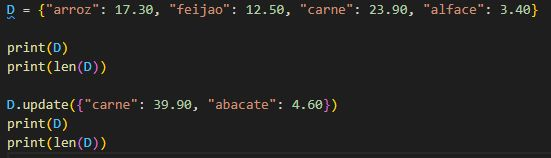 D = {"arroz": 17.30, "feijao": 12.50, "carne": 23.90, "alface": 3.40}
print(D)
print(len(D))
D.update({"carne": 39.90, "abacate": 4.60})
print(D)
print(len(D))